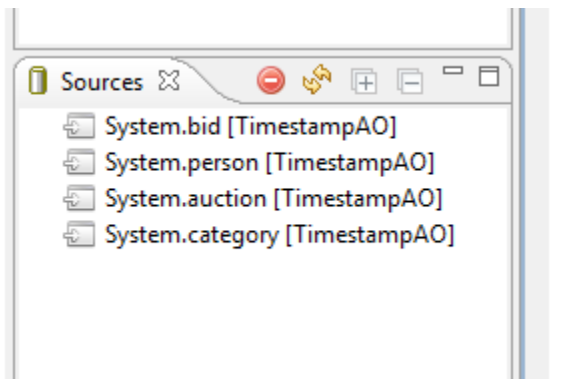 Sources
System.bid [TimestampAO]
System.person [TimestampAO]
System.auction [TimestampAO]
System.category [TimestampAO]